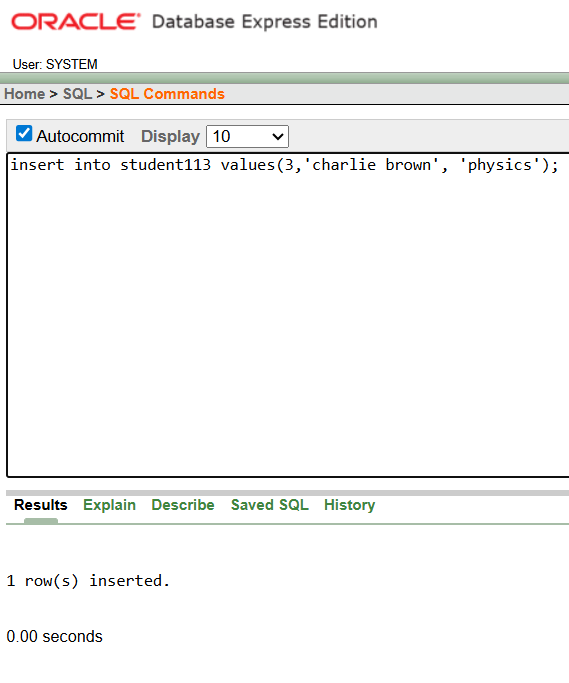 ORACLE Database Express Edition
User: SYSTEM
Home > SQL > SQL Commands
Autocommit Display 10
insert into student113 values(3,'charlie brown', 'physics');
Results Explain Describe Saved SQL History
1 row(s) inserted.
0.00 seconds